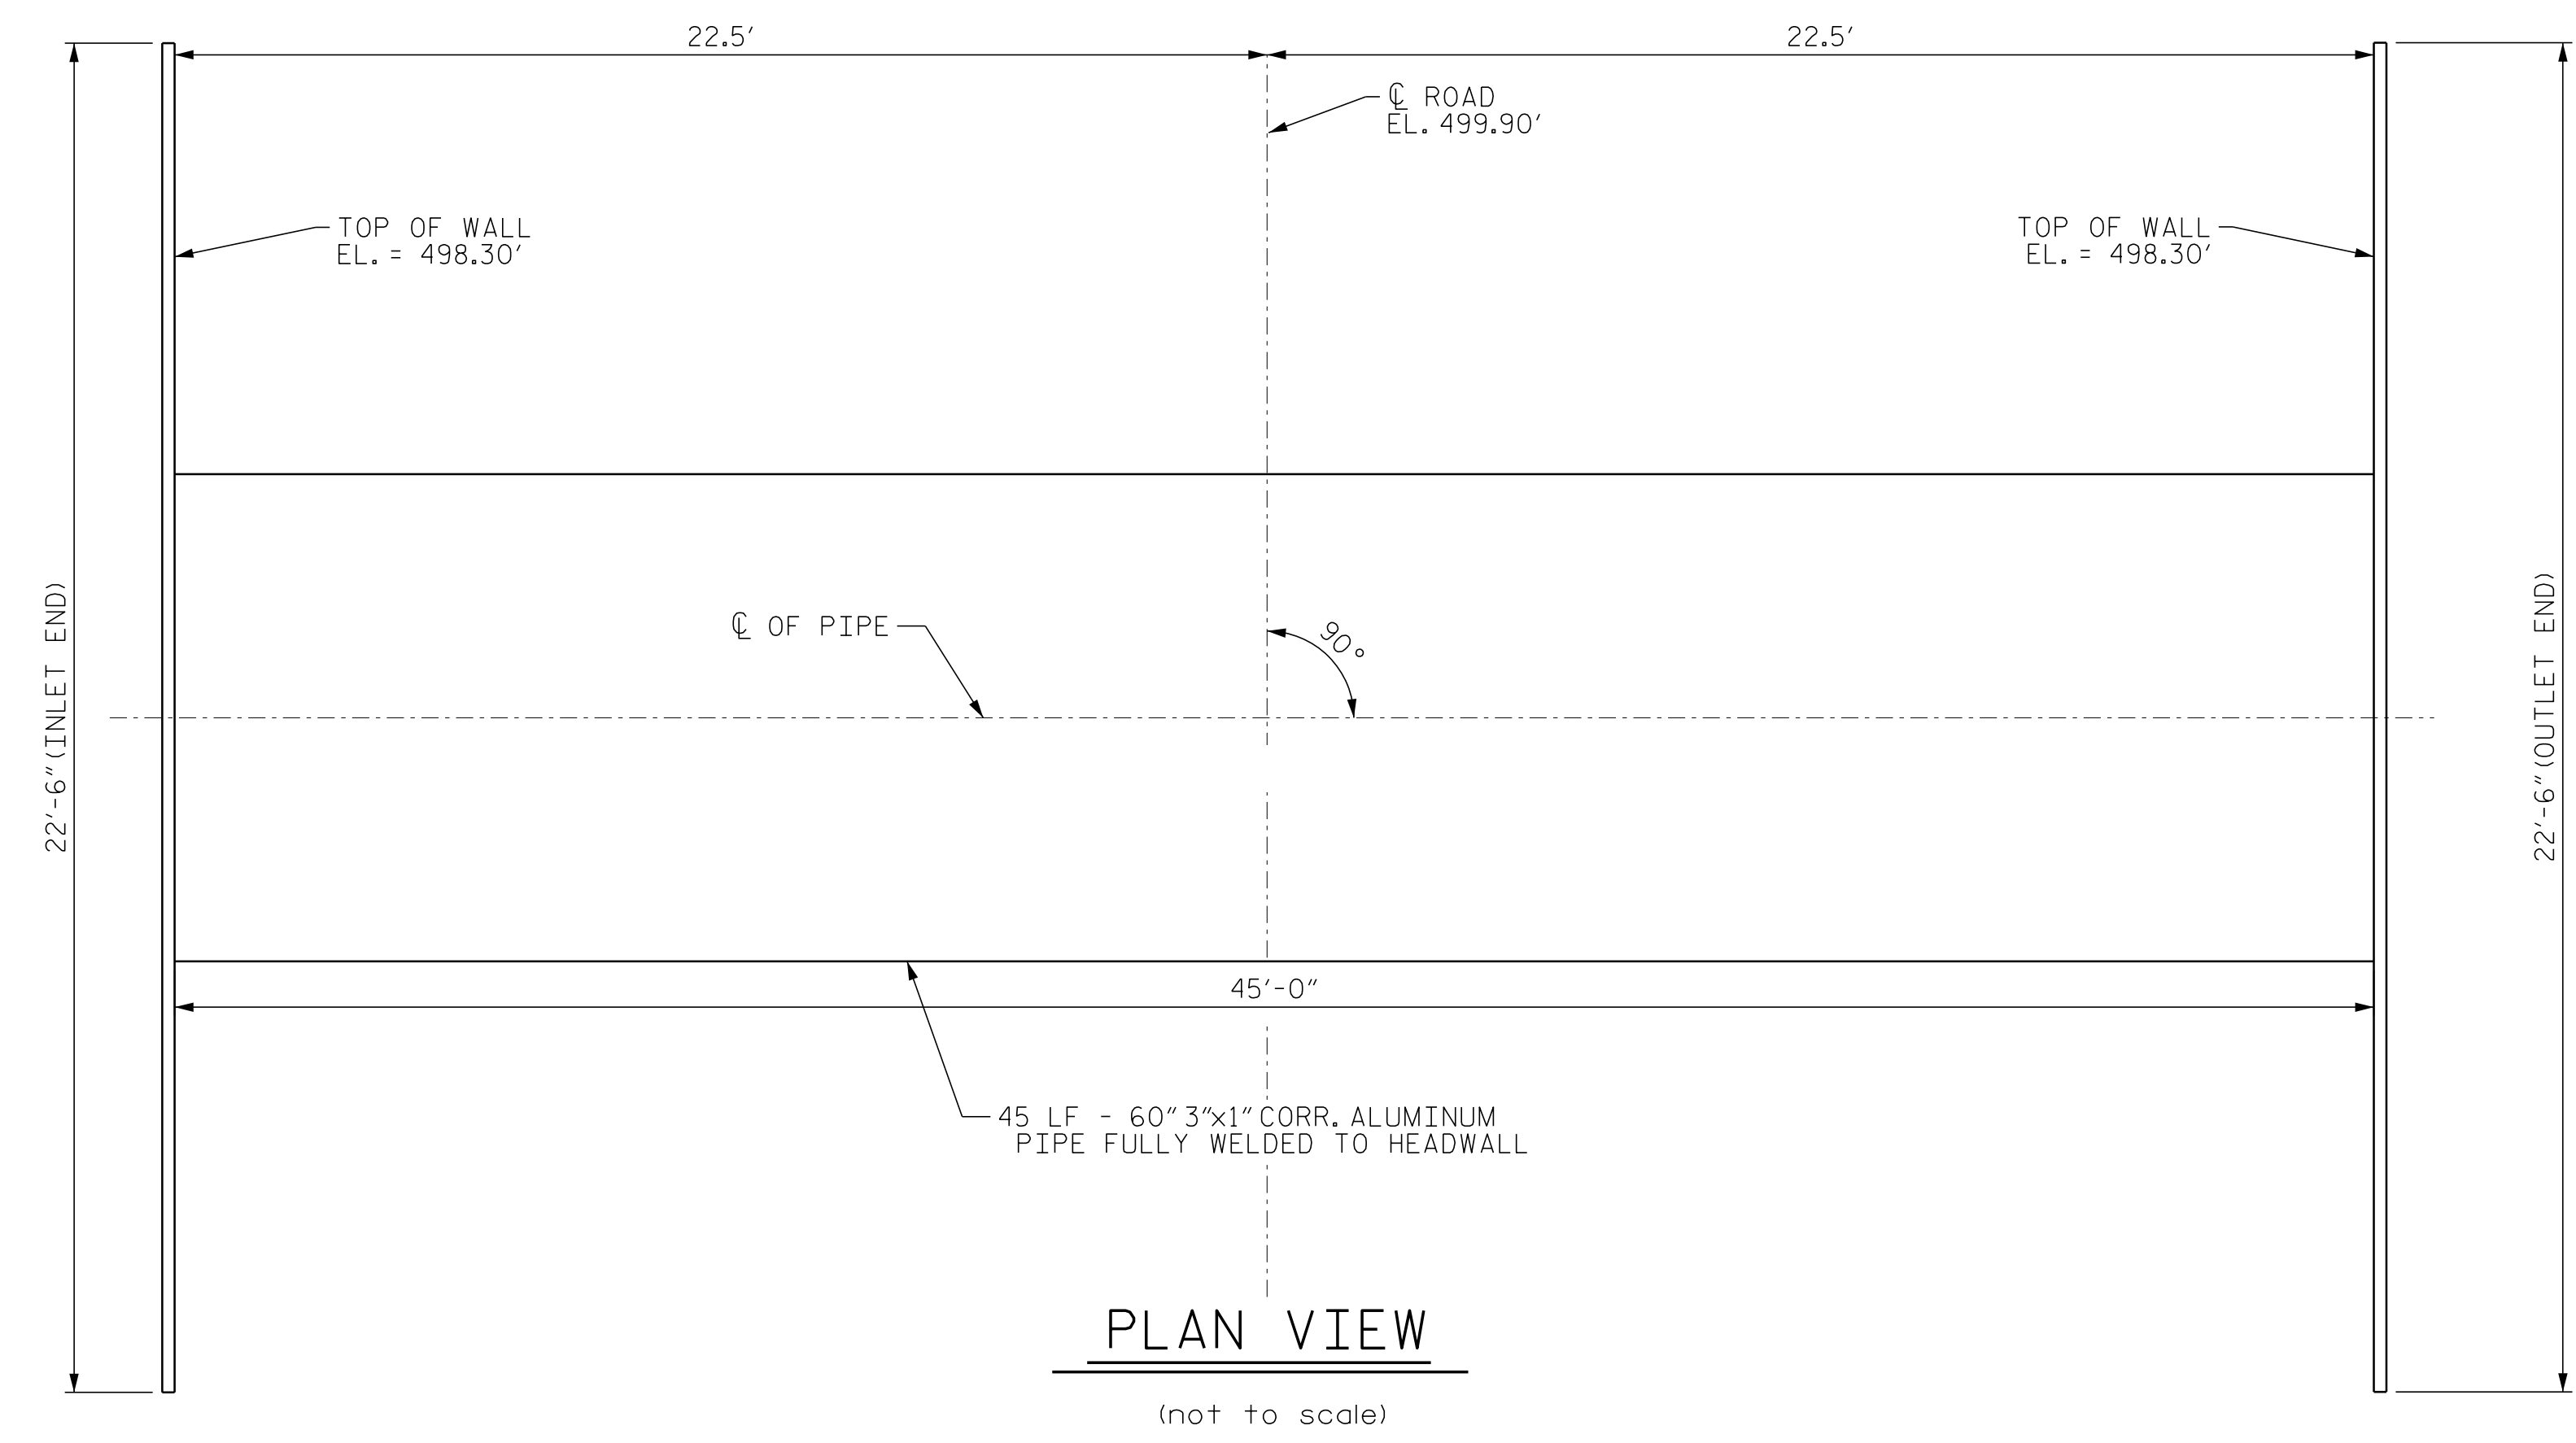 22.5'
22.5'
℄ ROAD
EL. 499.90'
TOP OF WALL
EL. = 498.30'
TOP OF WALL
EL. = 498.30'
22'-6" (INLET END)
℄ OF PIPE
90°
22'-6" (OUTLET END)
45'-0"
45 LF - 60" 3"x1" CORR. ALUMINUM
PIPE FULLY WELDED TO HEADWALL
PLAN VIEW
(not to scale)